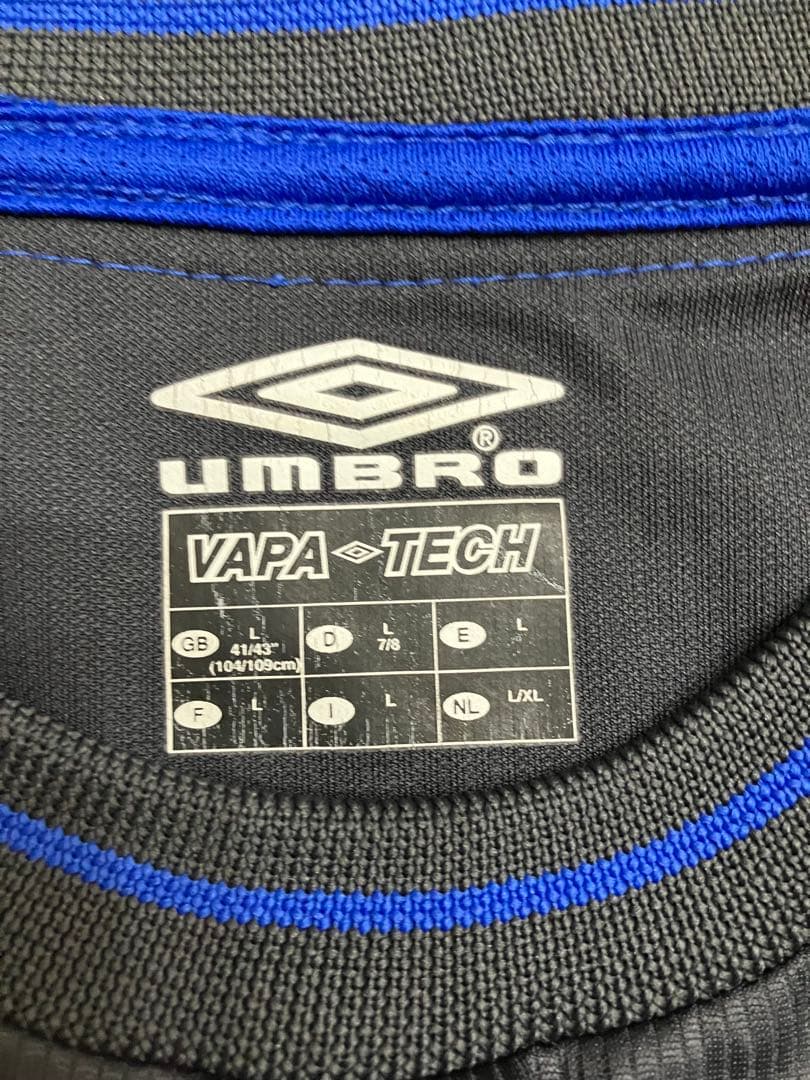 UMBRO®
VAPA TECH
GB L 41/43" (104/109cm)
D L 7/8
E L
F L
I L
NL L/XL